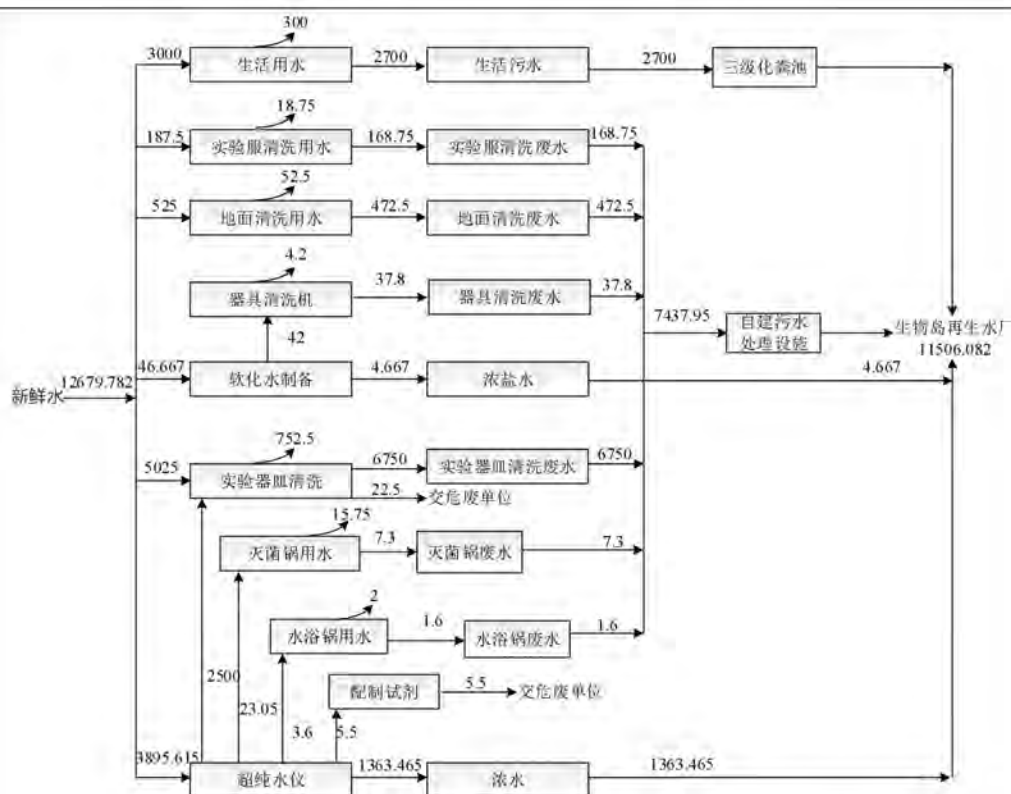 300
3000
生活用水
2700
生活污水
2700
三级化粪池
18.75
187.5
实验服清洗用水
168.75
实验服清洗废水
168.75
52.5
525
地面清洗用水
472.5
地面清洗废水
472.5
4.2
器具清洗机
37.8
器具清洗废水
37.8
42
7437.95
自建污水
处理设施
生物岛再生水厂
11506.082
新鲜水
12679.782
46.667
软化水制备
4.667
浓盐水
4.667
752.5
5025
实验器皿清洗
6750
实验器皿清洗废水
6750
22.5
交危废单位
15.75
灭菌锅用水
7.3
灭菌锅废水
7.3
2
水浴锅用水
1.6
水浴锅废水
1.6
2500
23.05
3.6
5.5
配制试剂
5.5
交危废单位
3895.615
超纯水仪
1363.465
浓水
1363.465